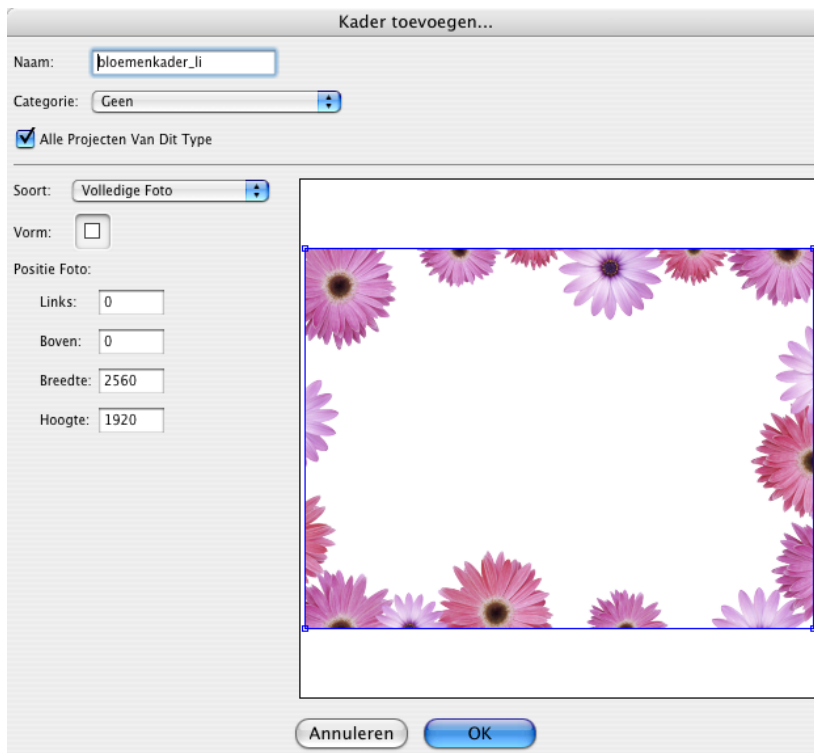 Kader toevoegen...
Naam: bloemenkader_li
Categorie: Geen
Alle Projecten Van Dit Type
Soort: Volledige Foto
Vorm:
Positie Foto:
Links: 0
Boven: 0
Breedte: 2560
Hoogte: 1920
Annuleren OK